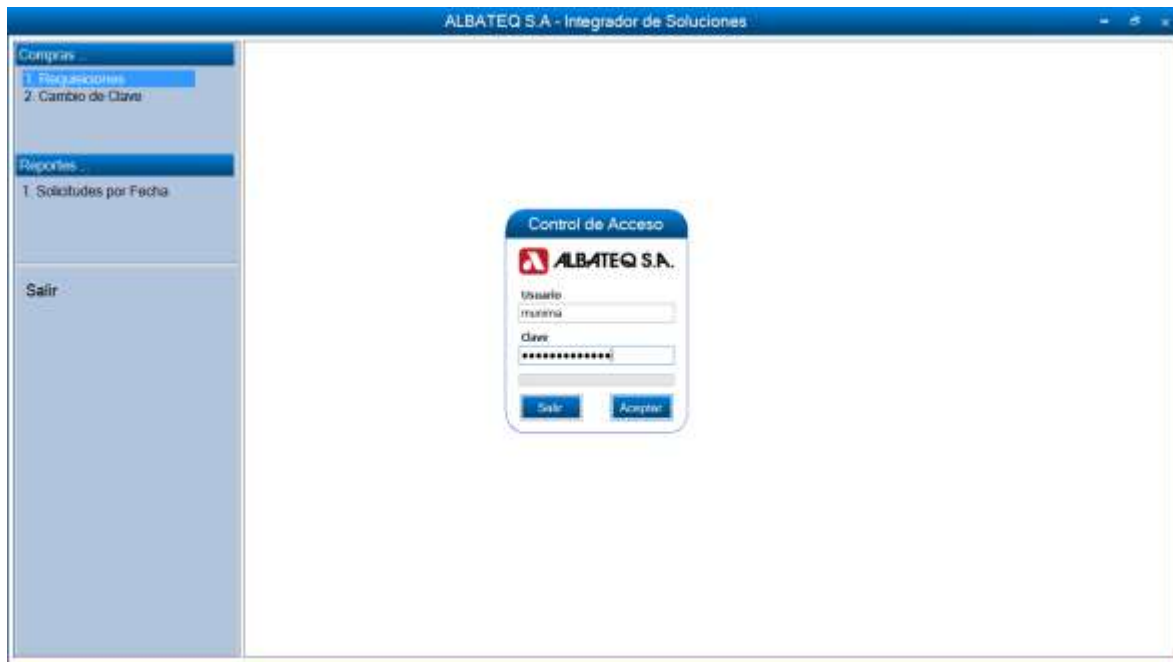 ALBATEQ S.A - Integrador de Soluciones
Compras ...
1. Requisiciones
2. Cambio de Clave
Reportes ...
1. Solicitudes por Fecha
Salir
Control de Acceso
ALBATEQ S.A.
Usuario
Clave
Salir
Aceptar